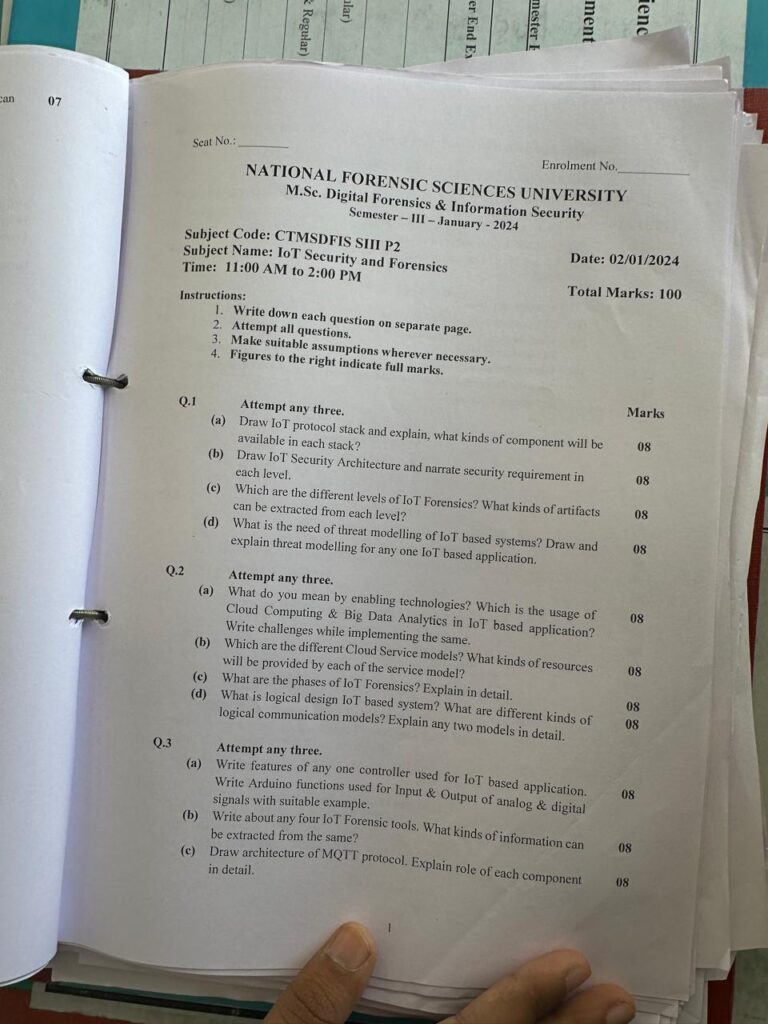 & Regular)
ular)
er End Ex
mester
ment
ienc
can 07
Seat No.: ________
Enrolment No.__________
NATIONAL FORENSIC SCIENCES UNIVERSITY
M.Sc. Digital Forensics & Information Security
Semester – III – January - 2024
Subject Code: CTMSDFIS SIII P2
Subject Name: IoT Security and Forensics
Date: 02/01/2024
Time: 11:00 AM to 2:00 PM
Total Marks: 100
Instructions:
1. Write down each question on separate page.
2. Attempt all questions.
3. Make suitable assumptions wherever necessary.
4. Figures to the right indicate full marks.
Q.1 Attempt any three. Marks
(a) Draw IoT protocol stack and explain, what kinds of component will be 08
available in each stack?
(b) Draw IoT Security Architecture and narrate security requirement in 08
each level.
(c) Which are the different levels of IoT Forensics? What kinds of artifacts 08
can be extracted from each level?
(d) What is the need of threat modelling of IoT based systems? Draw and 08
explain threat modelling for any one IoT based application.
Q.2 Attempt any three.
(a) What do you mean by enabling technologies? Which is the usage of 08
Cloud Computing & Big Data Analytics in IoT based application?
Write challenges while implementing the same.
(b) Which are the different Cloud Service models? What kinds of resources 08
will be provided by each of the service model?
(c) What are the phases of IoT Forensics? Explain in detail. 08
(d) What is logical design IoT based system? What are different kinds of 08
logical communication models? Explain any two models in detail.
Q.3 Attempt any three.
(a) Write features of any one controller used for IoT based application. 08
Write Arduino functions used for Input & Output of analog & digital
signals with suitable example.
(b) Write about any four IoT Forensic tools. What kinds of information can 08
be extracted from the same?
(c) Draw architecture of MQTT protocol. Explain role of each component 08
in detail.
1